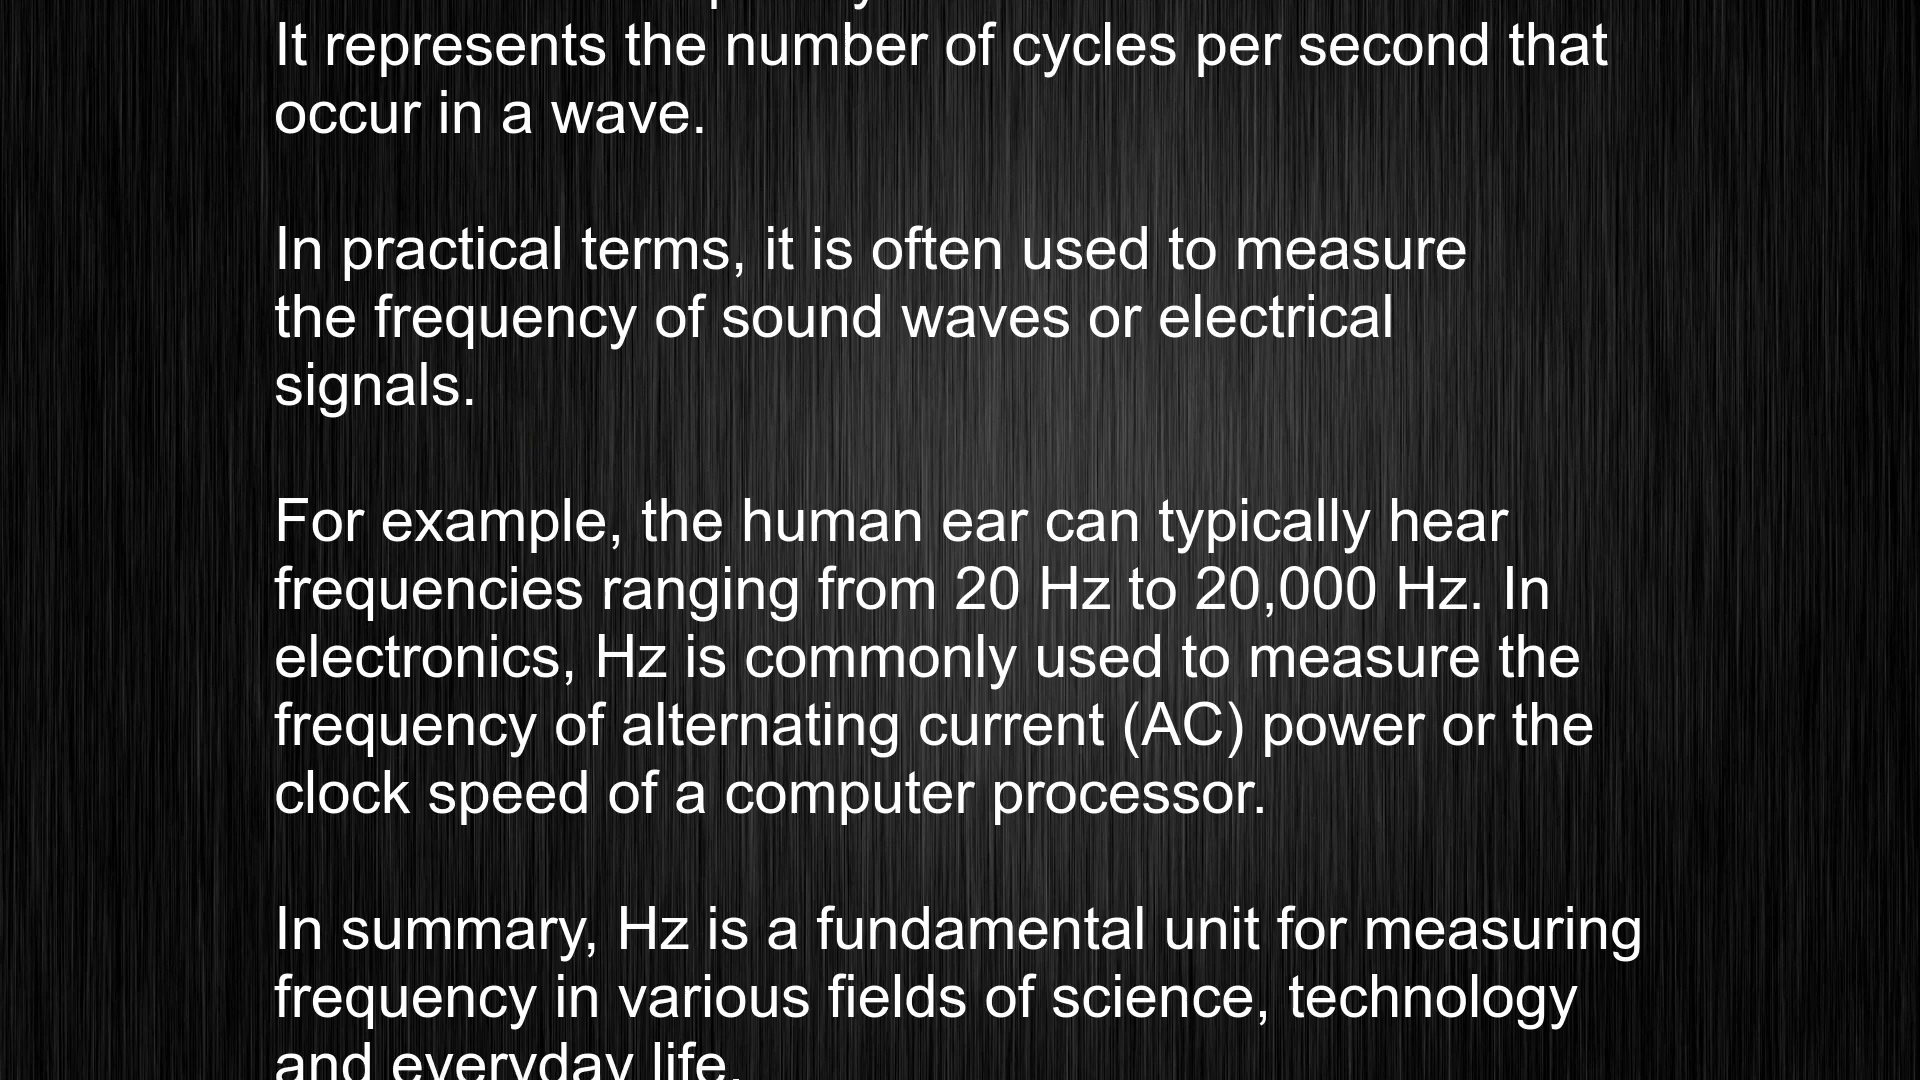 It represents the number of cycles per second that
occur in a wave.
In practical terms, it is often used to measure
the frequency of sound waves or electrical
signals.
For example, the human ear can typically hear
frequencies ranging from 20 Hz to 20,000 Hz. In
electronics, Hz is commonly used to measure the
frequency of alternating current (AC) power or the
clock speed of a computer processor.
In summary, Hz is a fundamental unit for measuring
frequency in various fields of science, technology
and everyday life.